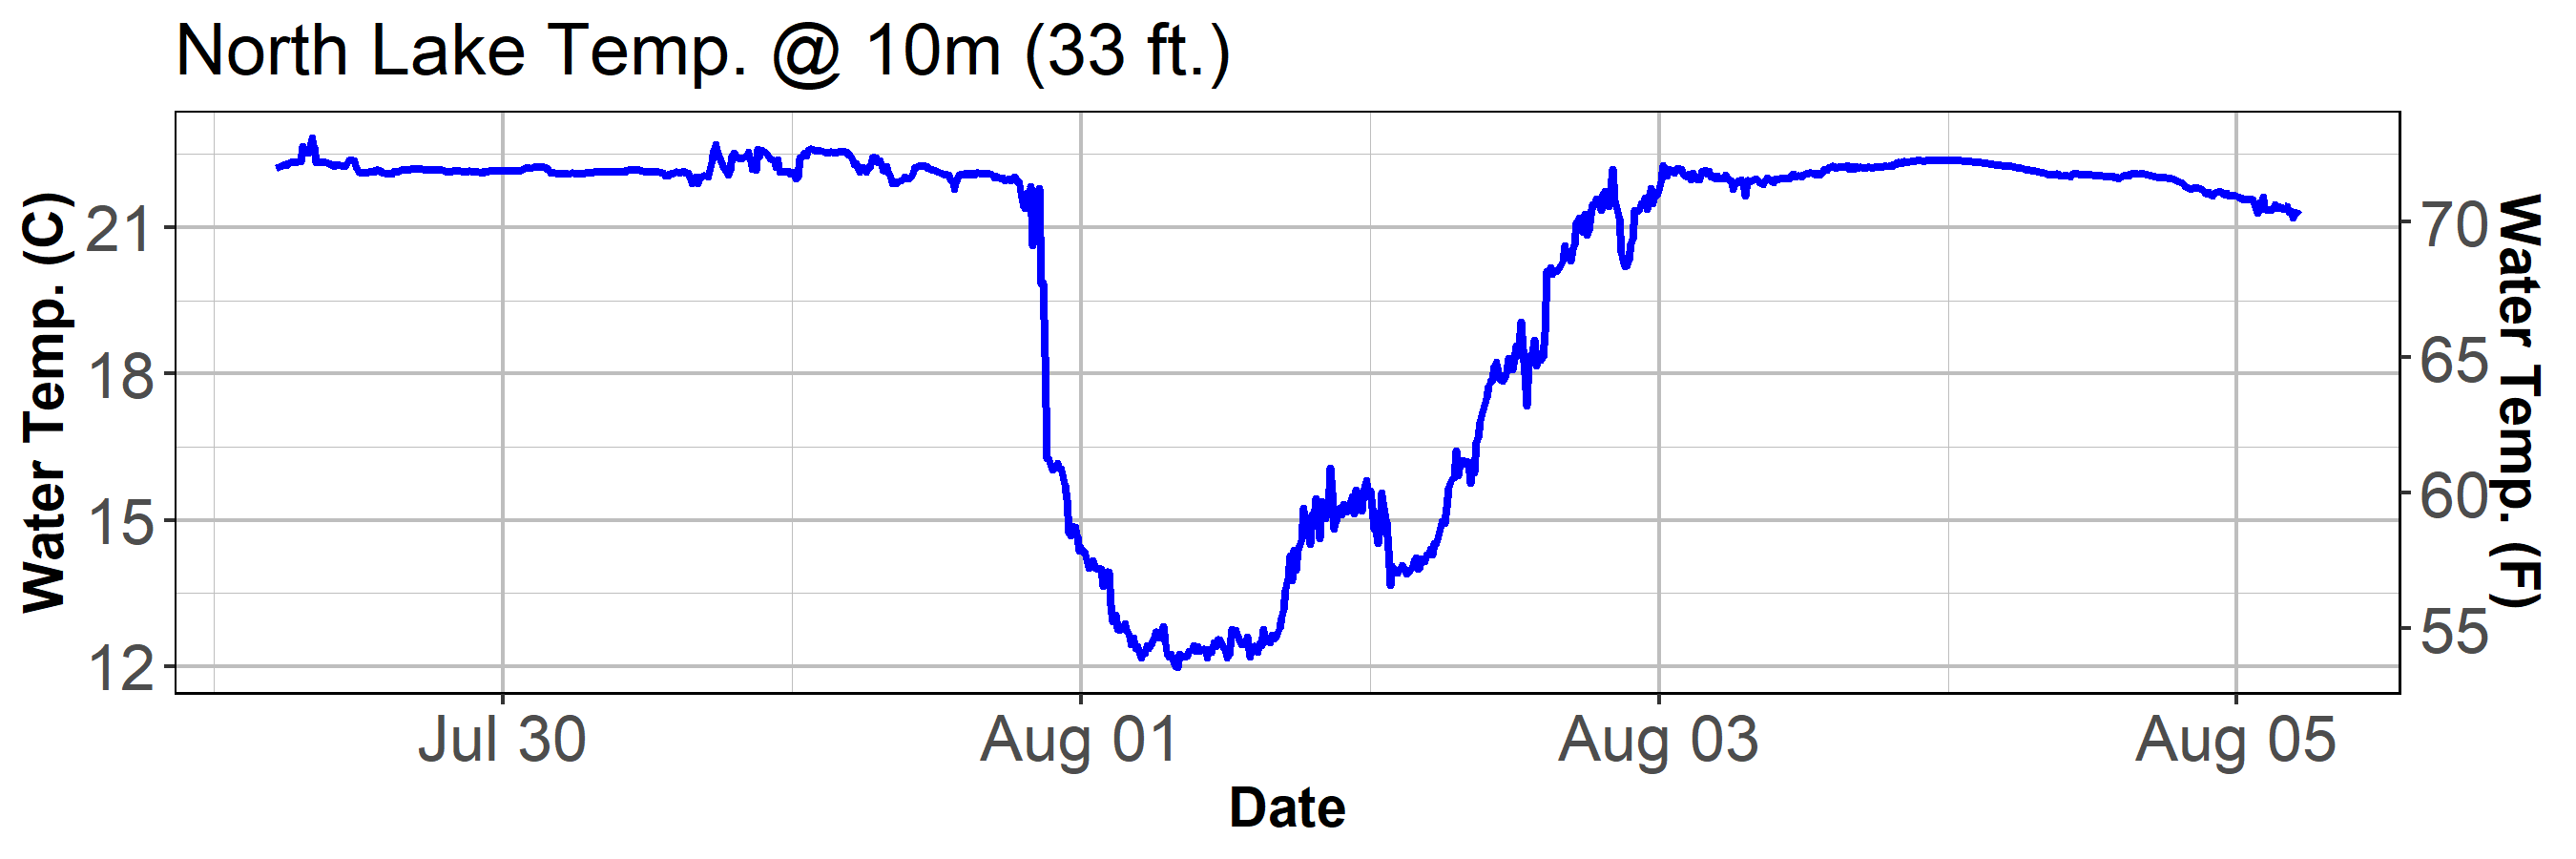 North Lake Temp. @ 10m (33 ft.)
Water Temp. (C)
21
18
15
12
70
65
60
55
Water Temp. (F)
Jul 30
Aug 01
Aug 03
Aug 05
Date